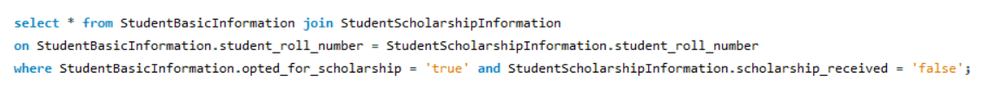 select * from StudentBasicInformation join StudentScholarshipInformation
on StudentBasicInformation.student_roll_number = StudentScholarshipInformation.student_roll_number
where StudentBasicInformation.opted_for_scholarship = 'true' and StudentScholarshipInformation.scholarship_received = 'false';